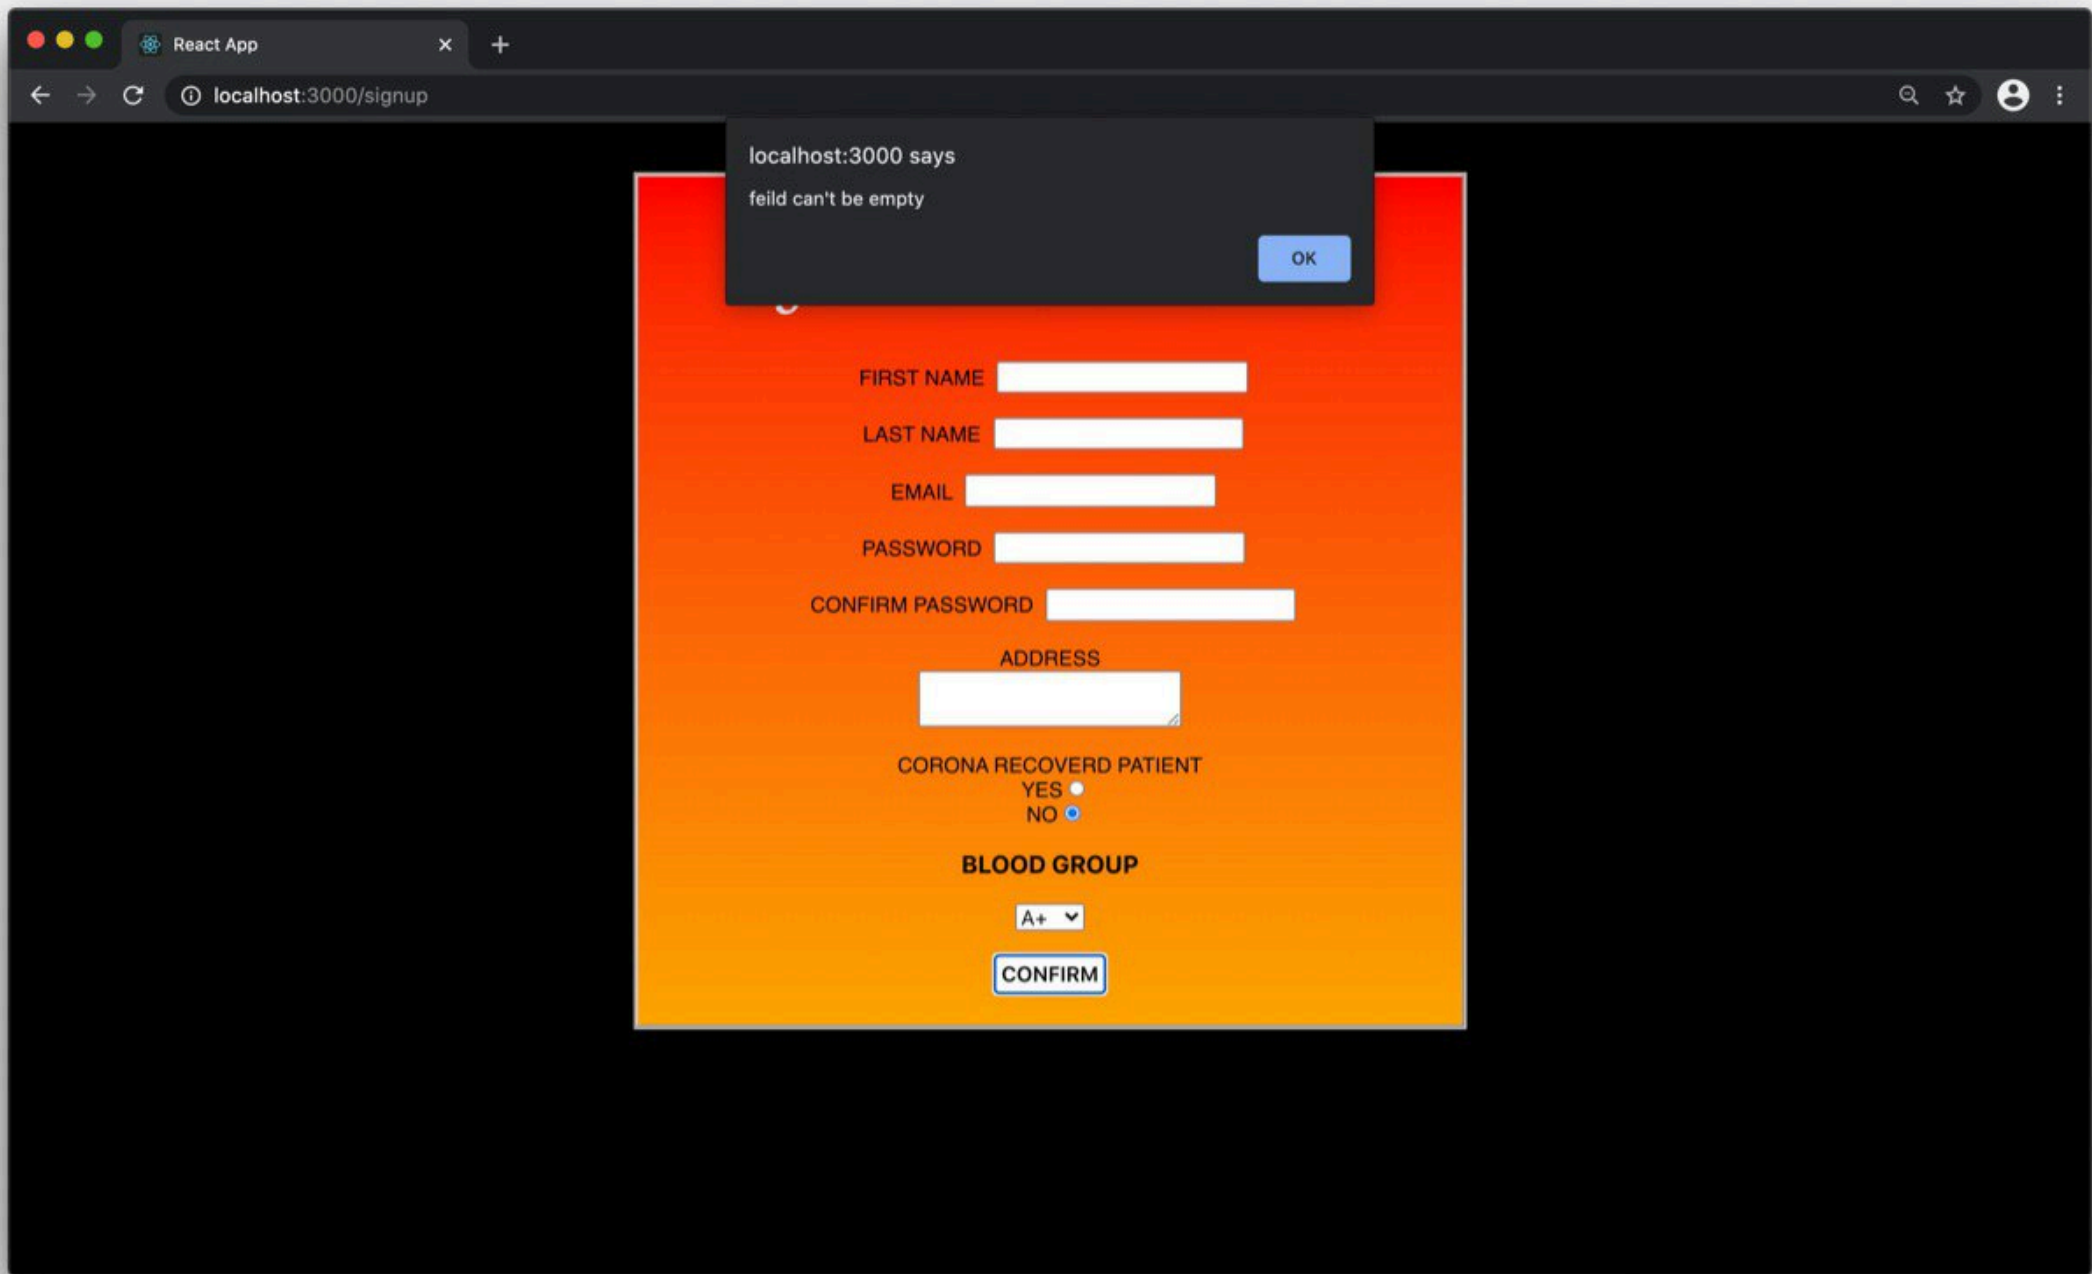 React App
localhost:3000/signup
localhost:3000 says
feild can't be empty
OK
FIRST NAME
LAST NAME
EMAIL
PASSWORD
CONFIRM PASSWORD
ADDRESS
CORONA RECOVERD PATIENT
YES
NO
BLOOD GROUP
A+
CONFIRM